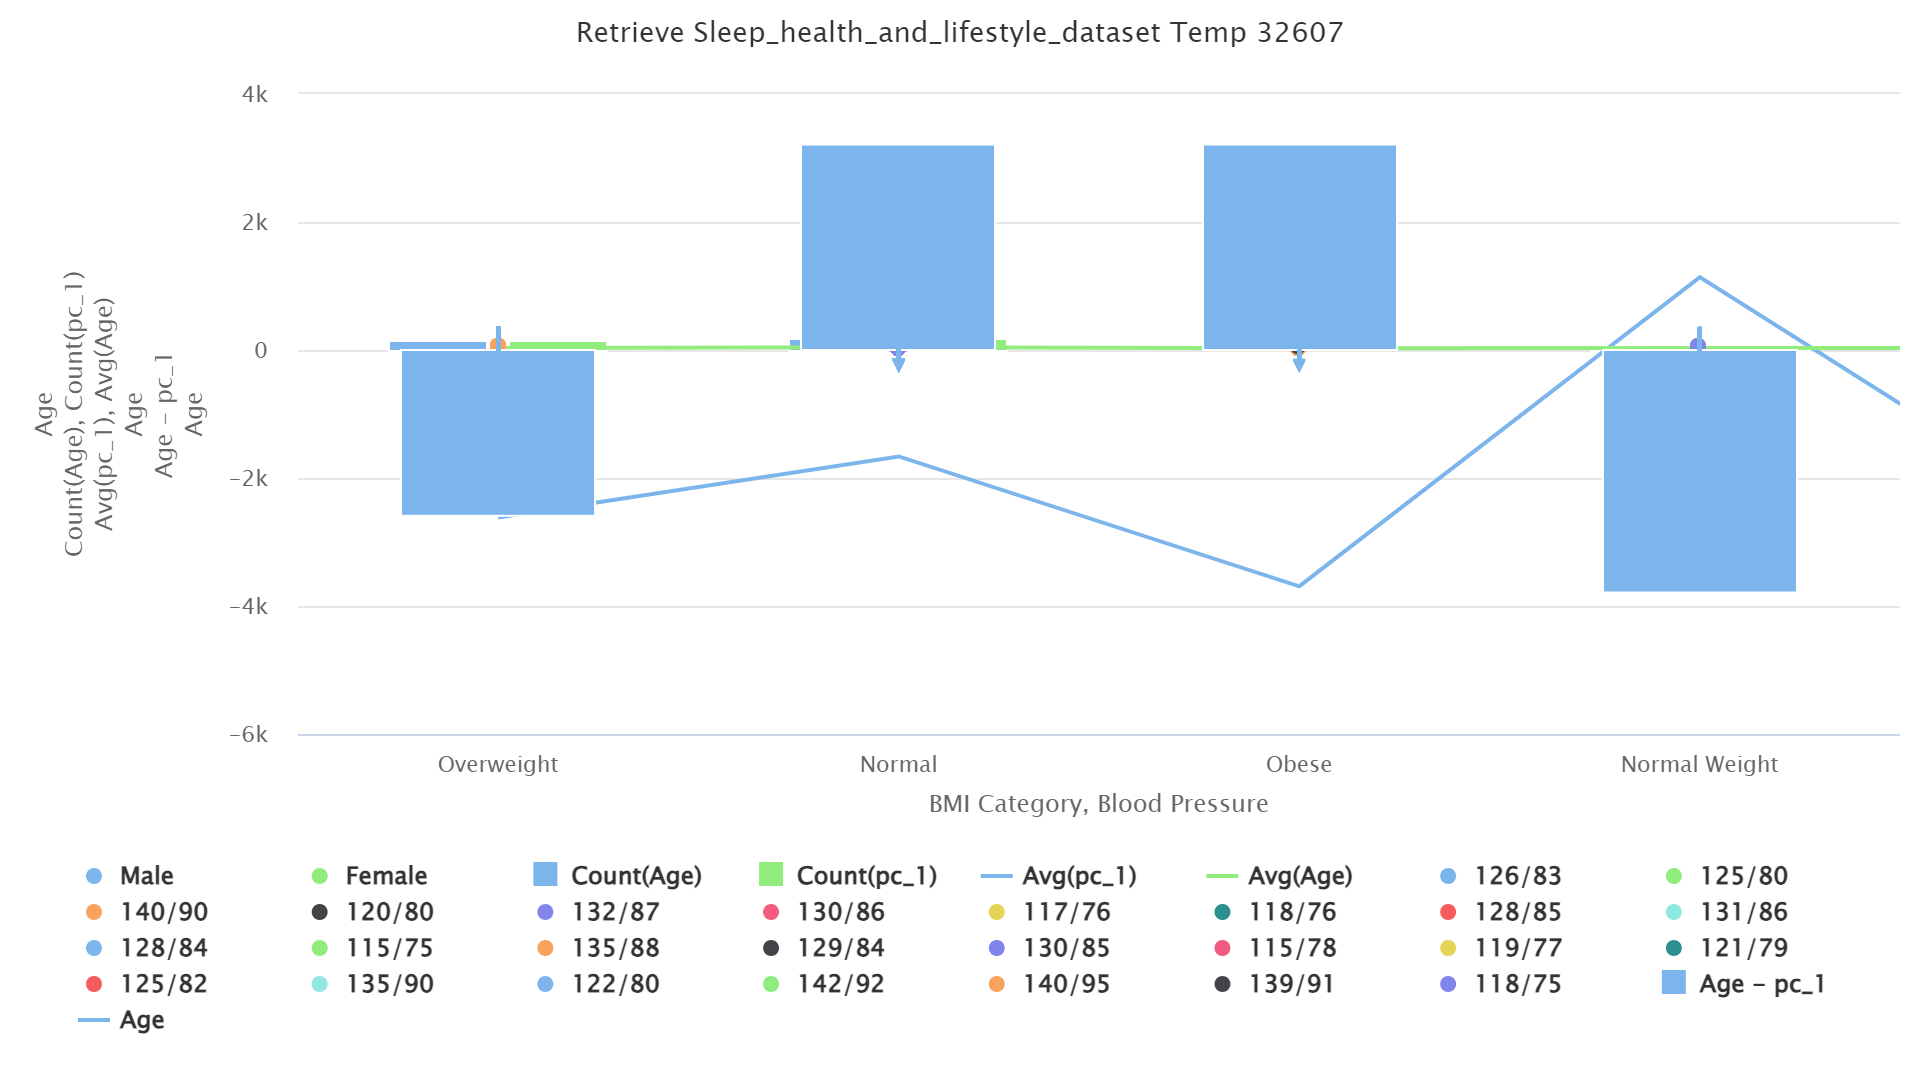 Retrieve Sleep_health_and_lifestyle_dataset Temp 32607
4k
2k
0
−2k
−4k
−6k
Age
Count(Age), Count(pc_1)
Avg(pc_1), Avg(Age)
Age
Age - pc_1
Age
Overweight Normal Obese Normal Weight
BMI Category, Blood Pressure
Male Female Count(Age) Count(pc_1) Avg(pc_1) Avg(Age) 126/83 125/80
140/90 120/80 132/87 130/86 117/76 118/76 128/85 131/86
128/84 115/75 135/88 129/84 130/85 115/78 119/77 121/79
125/82 135/90 122/80 142/92 140/95 139/91 118/75 Age - pc_1
Age